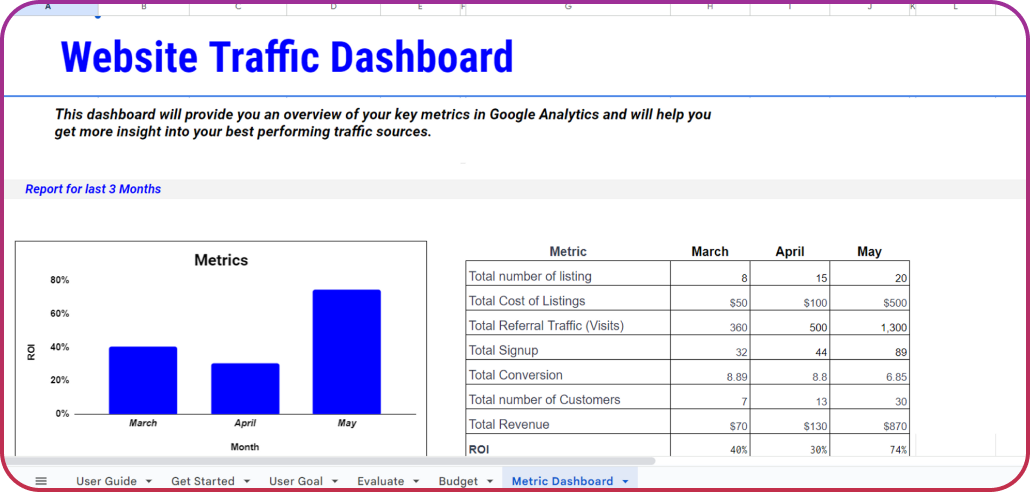 A B C D E F G H I J K L
Website Traffic Dashboard
This dashboard will provide you an overview of your key metrics in Google Analytics and will help you
get more insight into your best performing traffic sources.
Report for last 3 Months
Metrics
80%
60%
40%
20%
0%
ROI
March April May
Month
Metric March April May
Total number of listing 8 15 20
Total Cost of Listings $50 $100 $500
Total Referral Traffic (Visits) 360 500 1,300
Total Signup 32 44 89
Total Conversion 8.89 8.8 6.85
Total number of Customers 7 13 30
Total Revenue $70 $130 $870
ROI 40% 30% 74%
User Guide Get Started User Goal Evaluate Budget Metric Dashboard